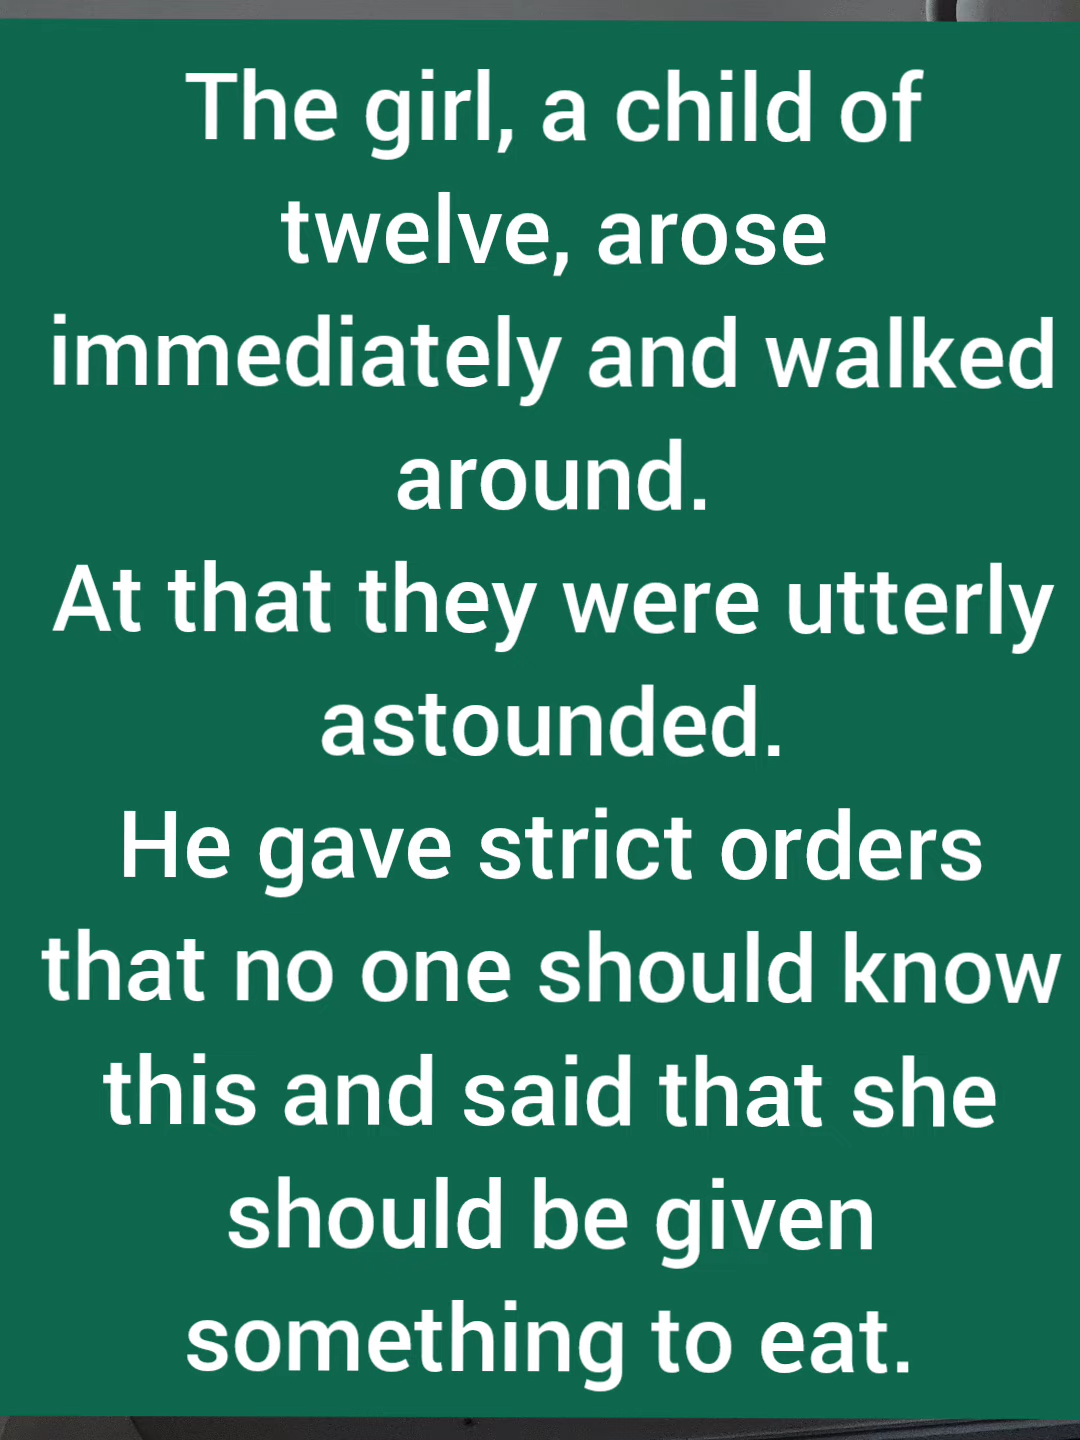 The girl, a child of
twelve, arose
immediately and walked
around.
At that they were utterly
astounded.
He gave strict orders
that no one should know
this and said that she
should be given
something to eat.